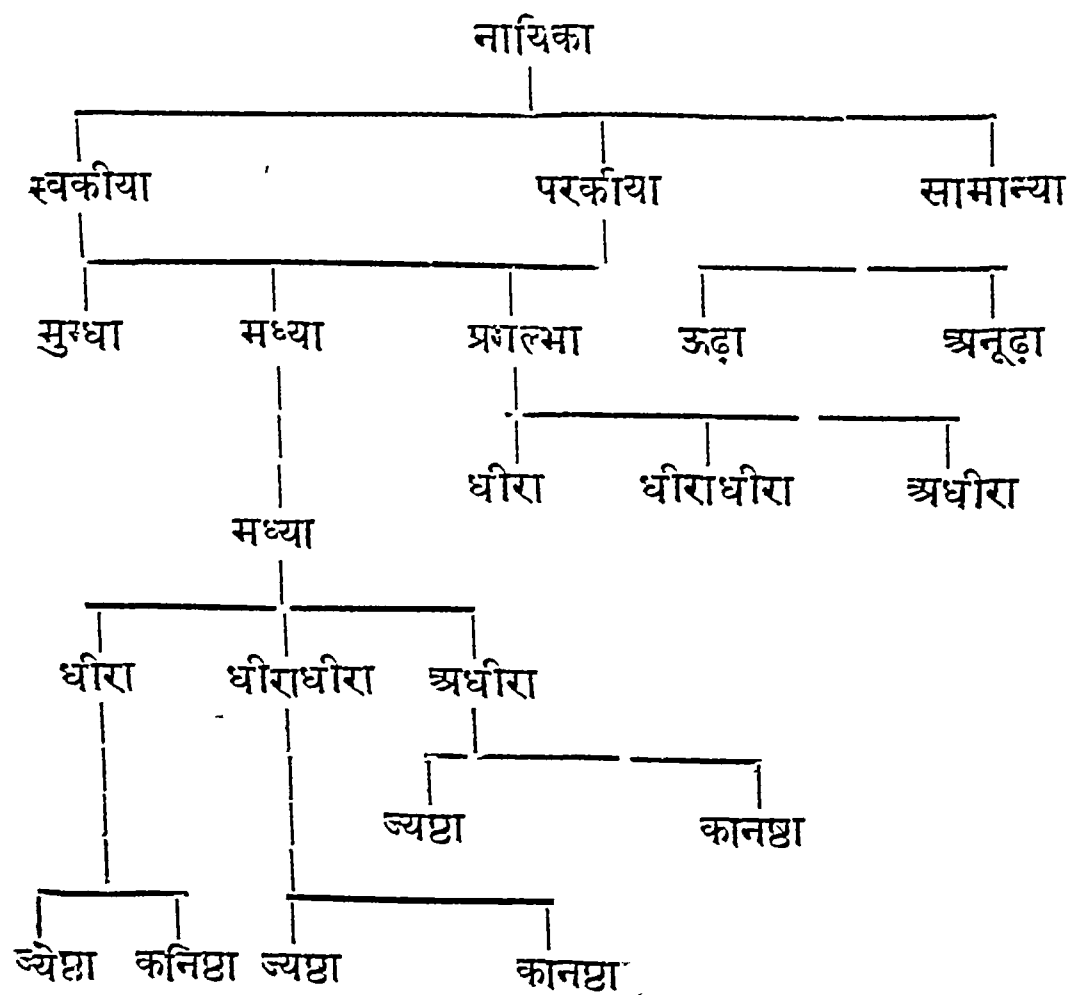 नायिका
स्वकीया परकीया सामान्या
मुग्धा मध्या प्रगल्भा ऊढ़ा अनूढ़ा
धीरा धीराधीरा अधीरा
मध्या
धीरा धीराधीरा अधीरा
ज्यष्ठा कानष्ठा
ज्येष्ठा कनिष्ठा ज्यष्ठा कानष्ठा